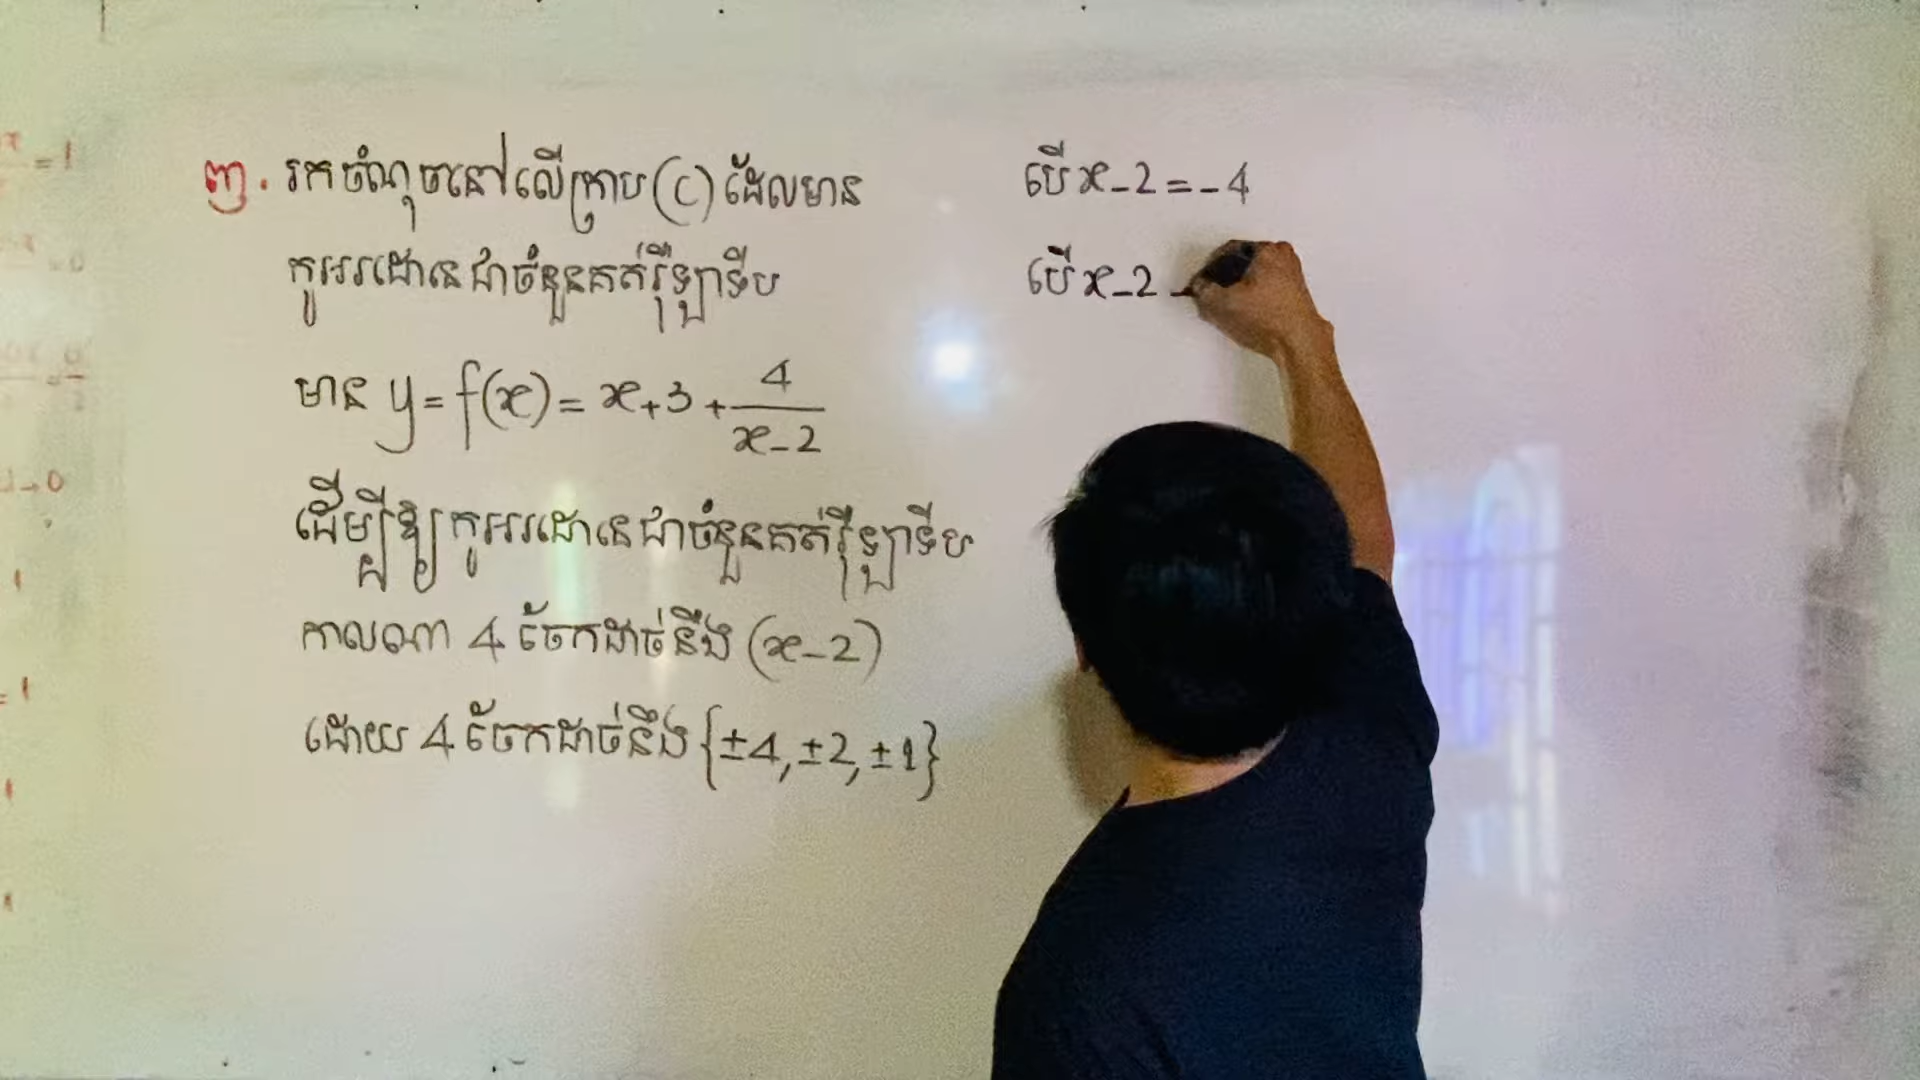 ញ. រកចំណុចនៅលើក្រាប (C) ដែលមាន
កូអរដោនេជាចំនួនគត់រ៉ឺឡាទីប
មាន y = f(x) = x + 3 + 4/(x - 2)
ដើម្បីឱ្យកូអរដោនេជាចំនួនគត់រ៉ឺឡាទីប
កាលណា 4 ចែកដាច់នឹង (x - 2)
ដោយ 4 ចែកដាច់នឹង {±4, ±2, ±1}
បើ x - 2 = - 4
បើ x - 2